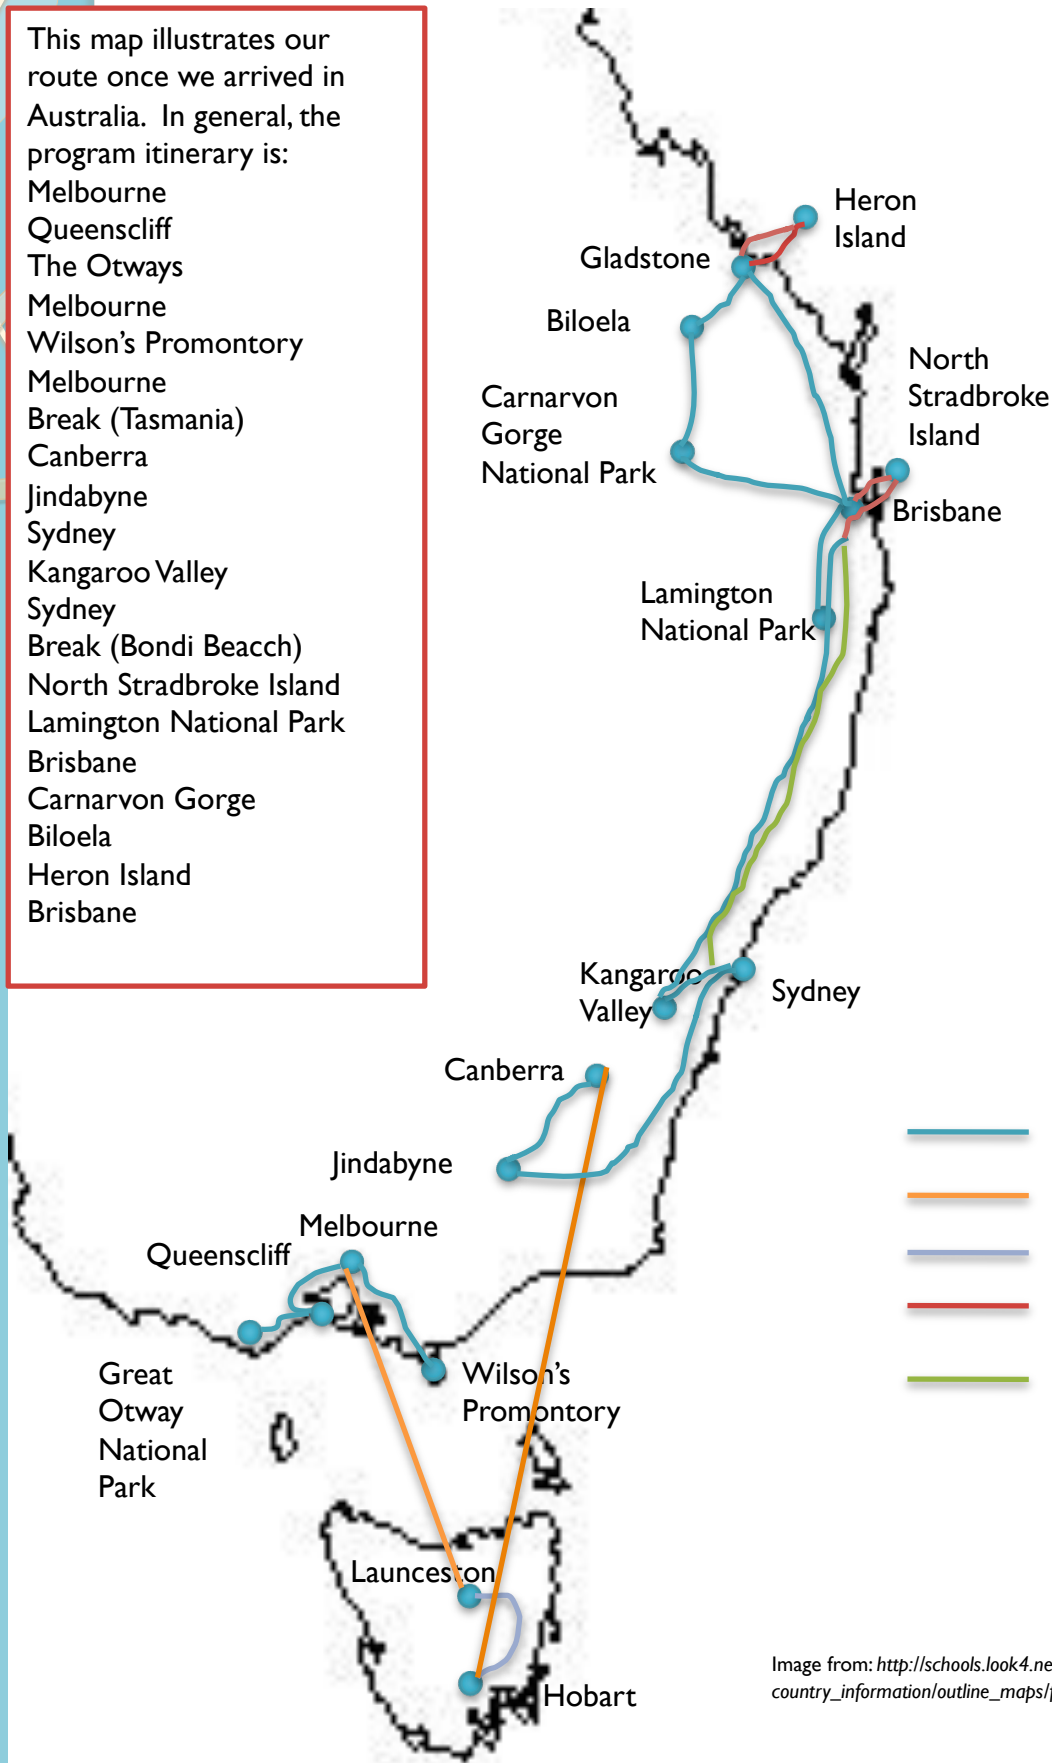 This map illustrates our
route once we arrived in
Australia. In general, the
program itinerary is:
Melbourne
Queenscliff
The Otways
Melbourne
Wilson's Promontory
Melbourne
Break (Tasmania)
Canberra
Jindabyne
Sydney
Kangaroo Valley
Sydney
Break (Bondi Beacch)
North Stradbroke Island
Lamington National Park
Brisbane
Carnarvon Gorge
Biloela
Heron Island
Brisbane
Heron
Island
Gladstone
Biloela
North
Stradbroke
Island
Carnarvon
Gorge
National Park
Brisbane
Lamington
National Park
Kangaroo
Valley
Sydney
Canberra
Jindabyne
Melbourne
Queenscliff
Great
Otway
National
Park
Wilson's
Promontory
Launceston
Hobart
Image from: http://schools.look4.ne
country_information/outline_maps/